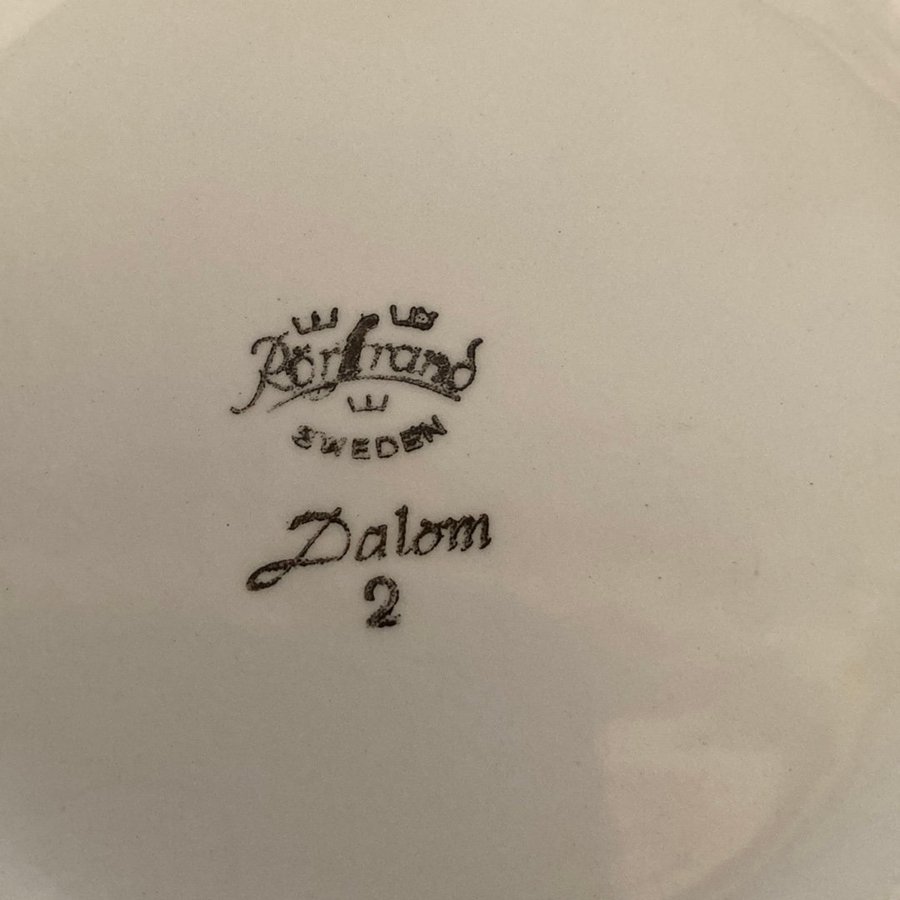 Rörstrand
SWEDEN
Dalom
2